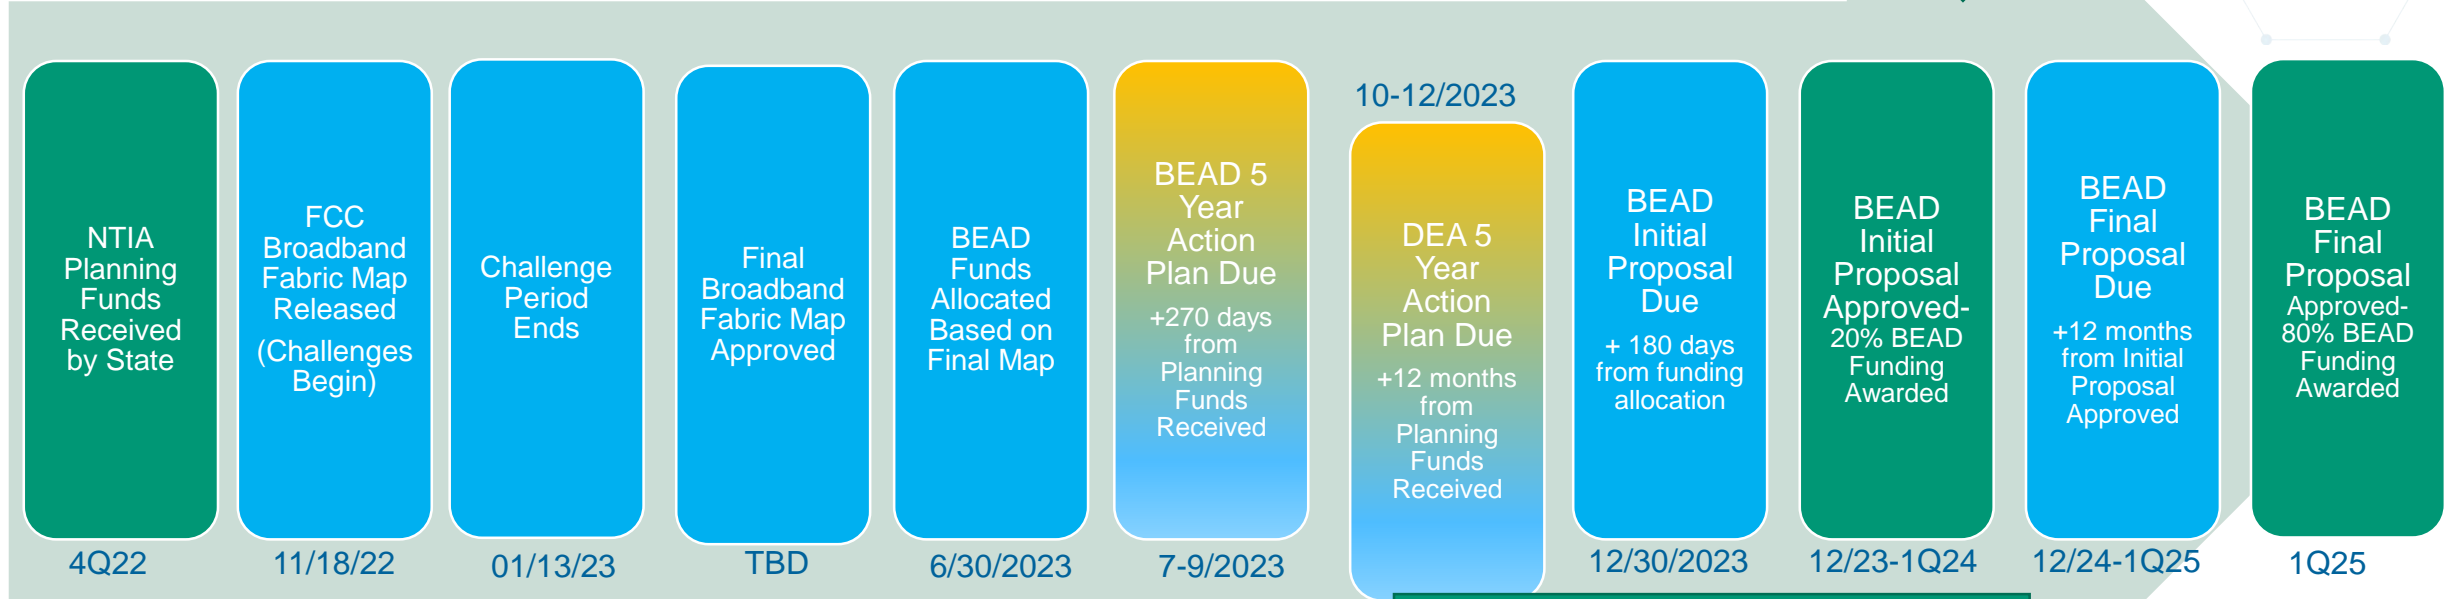 NTIA
Planning
Funds
Received
by State
4Q22
FCC
Broadband
Fabric Map
Released
(Challenges
Begin)
11/18/22
Challenge
Period
Ends
01/13/23
Final
Broadband
Fabric Map
Approved
TBD
BEAD
Funds
Allocated
Based on
Final Map
6/30/2023
BEAD 5
Year
Action
Plan Due
+270 days
from
Planning
Funds
Received
7-9/2023
10-12/2023
DEA 5
Year
Action
Plan Due
+12 months
from
Planning
Funds
Received
BEAD
Initial
Proposal
Due
+ 180 days
from funding
allocation
12/30/2023
BEAD
Initial
Proposal
Approved-
20% BEAD
Funding
Awarded
12/23-1Q24
BEAD
Final
Proposal
Due
+12 months
from Initial
Proposal
Approved
12/24-1Q25
BEAD
Final
Proposal
Approved-
80% BEAD
Funding
Awarded
1Q25